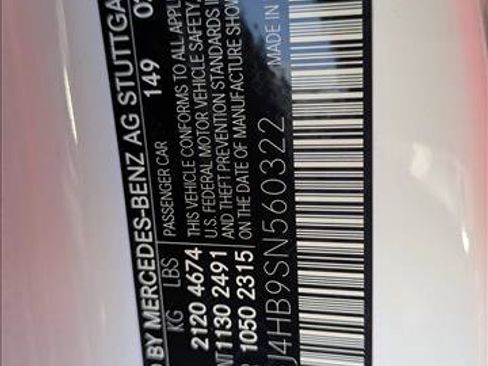 BY MERCEDES-BENZ AG STUTTGA
149
KG LBS PASSENGER CAR
2120 4674 THIS VEHICLE CONFORMS TO ALL APPL
1130 2491 U.S. FEDERAL MOTOR VEHICLE SAFETY,
AND THEFT PREVENTION STANDARDS
1050 2315 ON THE DATE OF MANUFACTURE SHOW
J4HB9SN560322 MADE IN